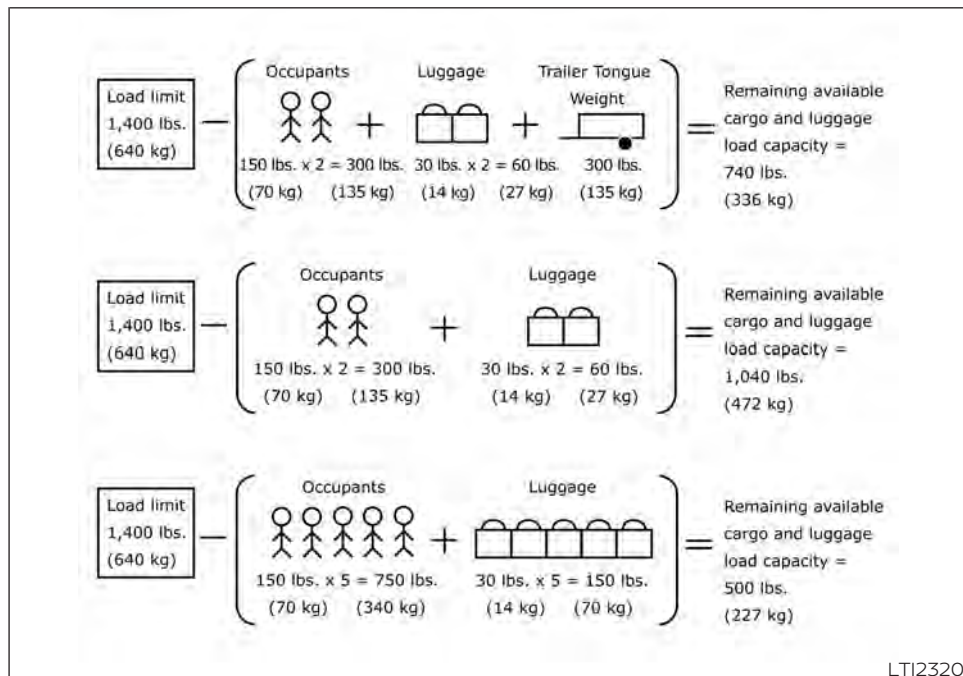 Load limit
1,400 lbs.
(640 kg)
Occupants
150 lbs. x 2 = 300 lbs.
(70 kg) (135 kg)
Luggage
30 lbs. x 2 = 60 lbs.
(14 kg) (27 kg)
Trailer Tongue
Weight
300 lbs.
(135 kg)
Remaining available
cargo and luggage
load capacity =
740 lbs.
(336 kg)
Load limit
1,400 lbs.
(640 kg)
Occupants
150 lbs. x 2 = 300 lbs.
(70 kg) (135 kg)
Luggage
30 lbs. x 2 = 60 lbs.
(14 kg) (27 kg)
Remaining available
cargo and luggage
load capacity =
1,040 lbs.
(472 kg)
Load limit
1,400 lbs.
(640 kg)
Occupants
150 lbs. x 5 = 750 lbs.
(70 kg) (340 kg)
Luggage
30 lbs. x 5 = 150 lbs.
(14 kg) (70 kg)
Remaining available
cargo and luggage
load capacity =
500 lbs.
(227 kg)
LTI2320